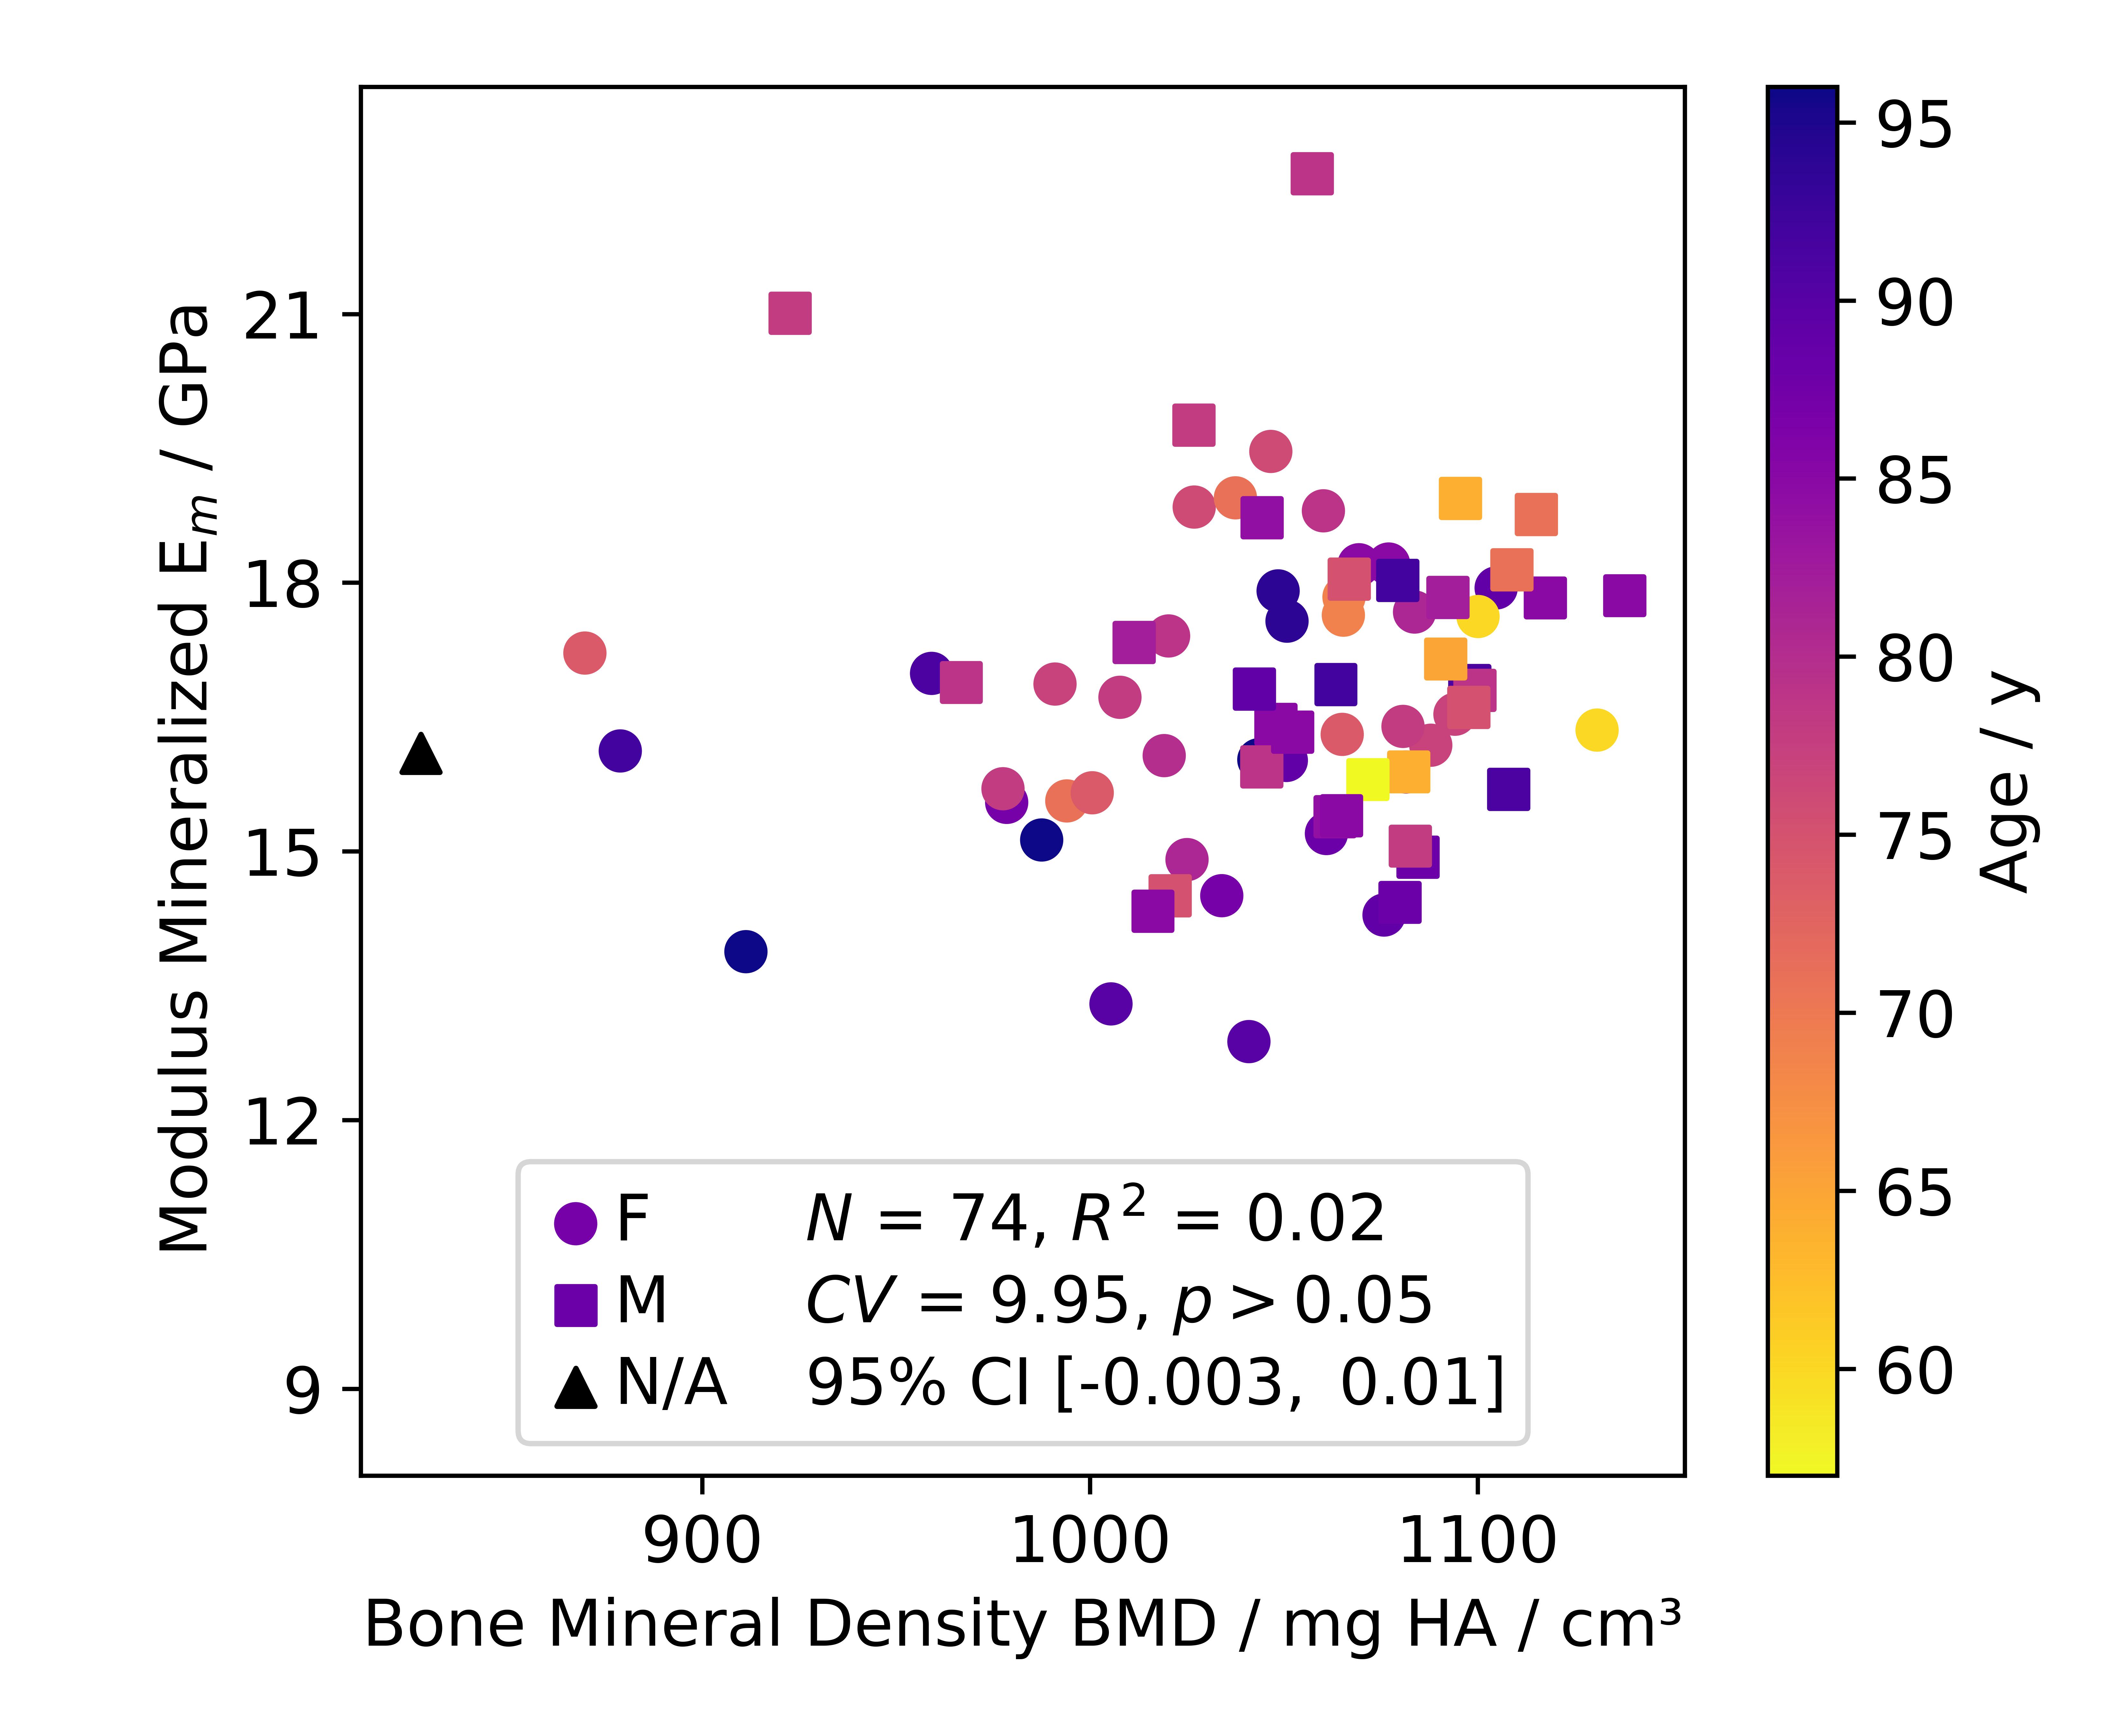 Modulus Mineralized Eₘ / GPa
21
18
15
12
9
F
M
N/A
N = 74, R² = 0.02
CV = 9.95, p > 0.05
95% CI [-0.003, 0.01]
900
1000
1100
Bone Mineral Density BMD / mg HA / cm³
95
90
85
80
75
70
65
60
Age / y